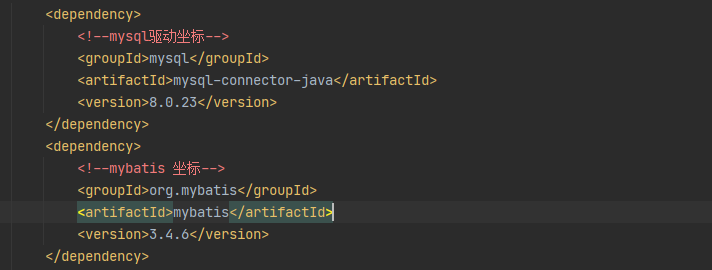 <dependency>
<!--mysql驱动坐标-->
<groupId>mysql</groupId>
<artifactId>mysql-connector-java</artifactId>
<version>8.0.23</version>
</dependency>
<dependency>
<!--mybatis 坐标-->
<groupId>org.mybatis</groupId>
<artifactId>mybatis</artifactId>
<version>3.4.6</version>
</dependency>